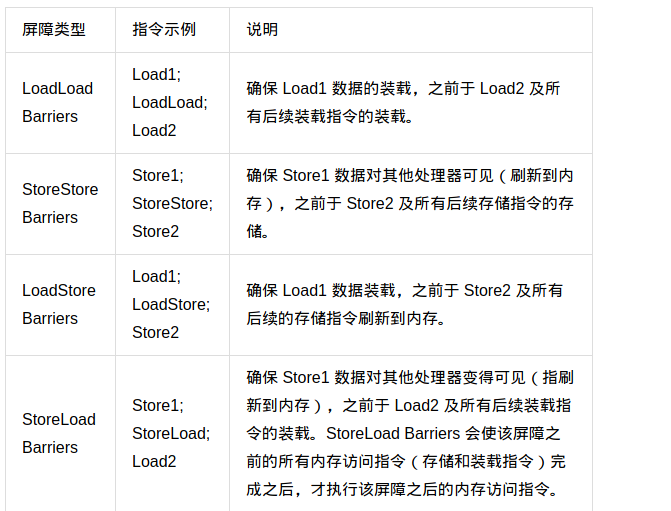 屏障类型
指令示例
说明
LoadLoad
Barriers
Load1;
LoadLoad;
Load2
确保 Load1 数据的装载，之前于 Load2 及所
有后续装载指令的装载。
StoreStore
Barriers
Store1;
StoreStore;
Store2
确保 Store1 数据对其他处理器可见（刷新到内
存），之前于 Store2 及所有后续存储指令的存
储。
LoadStore
Barriers
Load1;
LoadStore;
Store2
确保 Load1 数据装载，之前于 Store2 及所有
后续的存储指令刷新到内存。
StoreLoad
Barriers
Store1;
StoreLoad;
Load2
确保 Store1 数据对其他处理器变得可见（指刷
新到内存），之前于 Load2 及所有后续装载指
令的装载。StoreLoad Barriers 会使该屏障之
前的所有内存访问指令（存储和装载指令）完
成之后，才执行该屏障之后的内存访问指令。